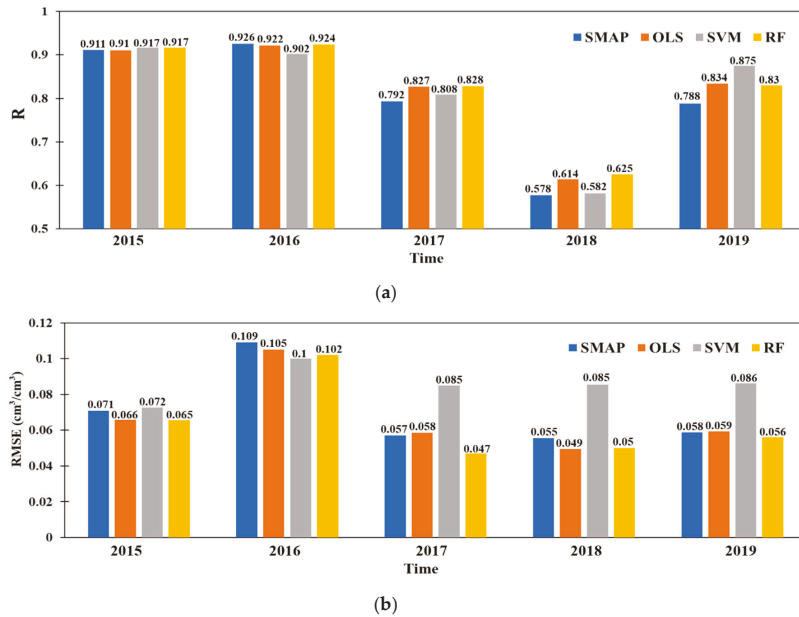 1
0.9
0.8
0.7
0.6
0.5
R
SMAP OLS SVM RF
0.911 0.91 0.917 0.917
0.926 0.922 0.902 0.924
0.792 0.827 0.808 0.828
0.578 0.614 0.582 0.625
0.788 0.834 0.875 0.83
2015 2016 2017 2018 2019
Time
(a)
0.12
0.1
0.08
0.06
0.04
0.02
0
RMSE (cm³/cm³)
SMAP OLS SVM RF
0.071 0.066 0.072 0.065
0.109 0.105 0.1 0.102
0.057 0.058 0.085 0.047
0.055 0.049 0.085 0.05
0.058 0.059 0.086 0.056
2015 2016 2017 2018 2019
Time
(b)